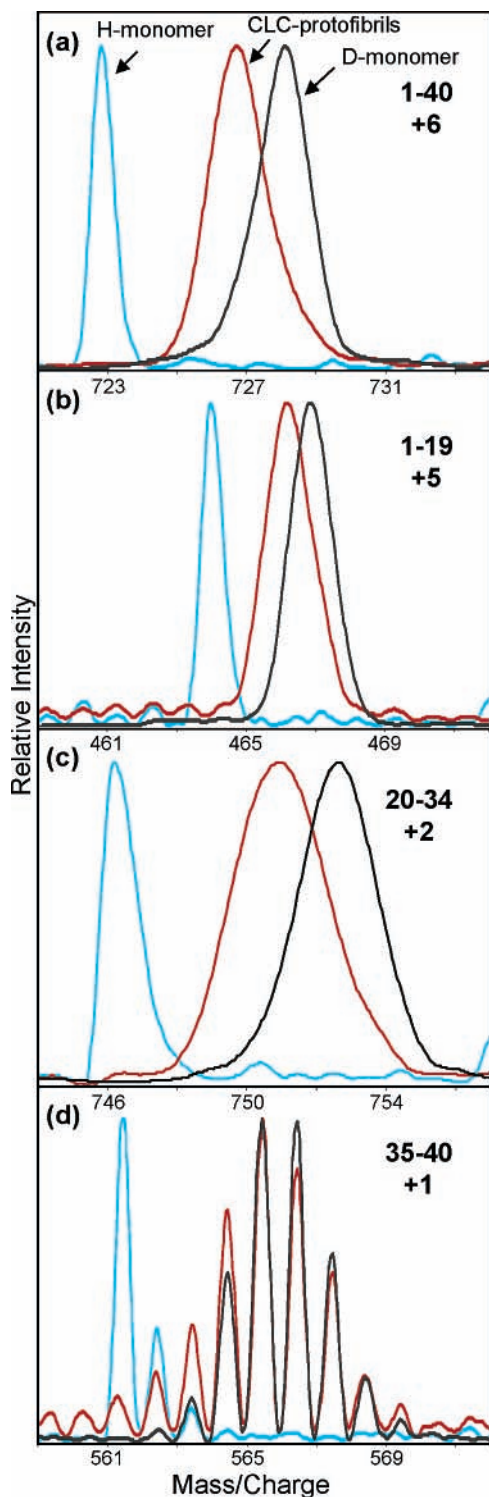 (a)
H-monomer
CLC-protofibrils
D-monomer
1-40
+6
723
727
731
(b)
1-19
+5
461
465
469
Relative Intensity
(c)
20-34
+2
746
750
754
(d)
35-40
+1
561
565
569
Mass/Charge